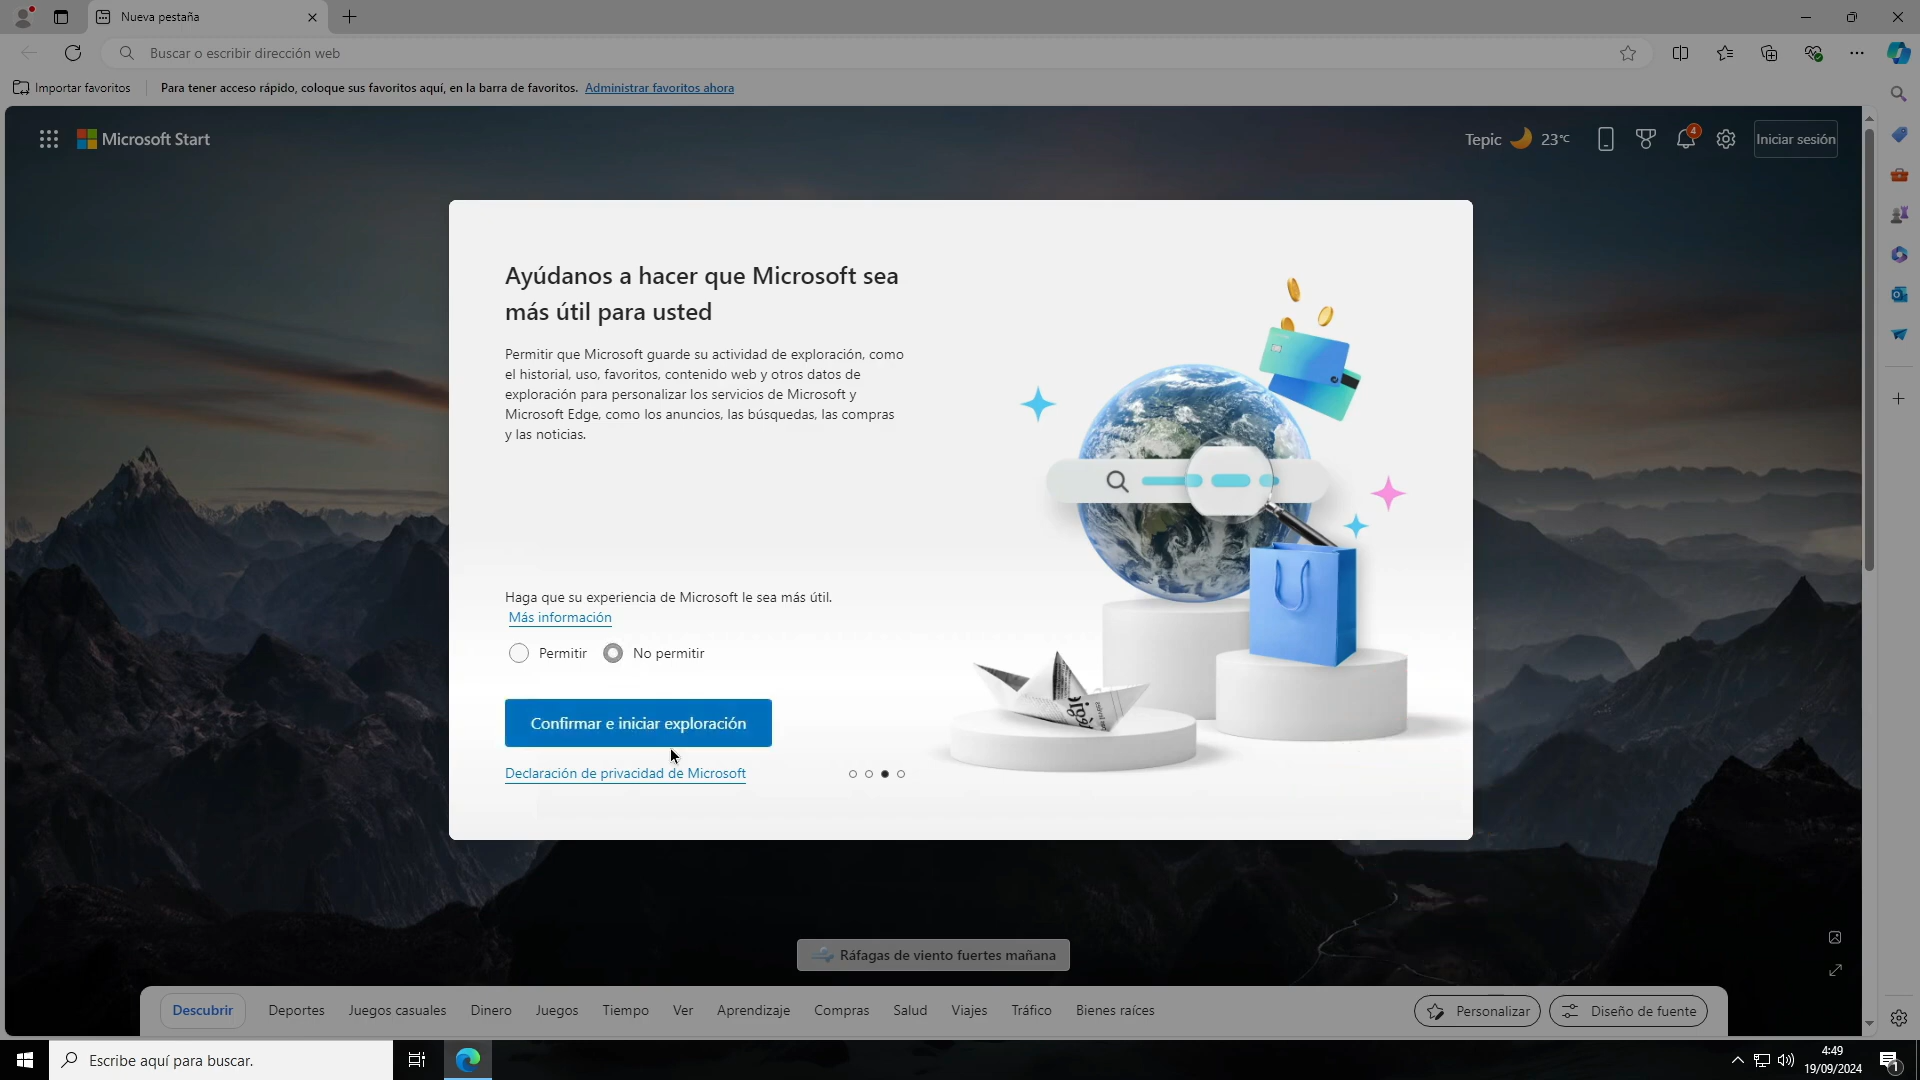 Nueva pestaña
Buscar o escribir dirección web
Importar favoritos
Para tener acceso rápido, coloque sus favoritos aquí, en la barra de favoritos. Administrar favoritos ahora
Microsoft Start
Tepic 23°C
4
Iniciar sesión
Ayúdanos a hacer que Microsoft sea
más útil para usted
Permitir que Microsoft guarde su actividad de exploración, como
el historial, uso, favoritos, contenido web y otros datos de
exploración para personalizar los servicios de Microsoft y
Microsoft Edge, como los anuncios, las búsquedas, las compras
y las noticias.
Haga que su experiencia de Microsoft le sea más útil.
Más información
Permitir No permitir
Confirmar e iniciar exploración
Declaración de privacidad de Microsoft
Ráfagas de viento fuertes mañana
Descubrir Deportes Juegos casuales Dinero Juegos Tiempo Ver Aprendizaje Compras Salud Viajes Tráfico Bienes raíces
Personalizar
Diseño de fuente
Escribe aquí para buscar.
4:49
19/09/2024
1